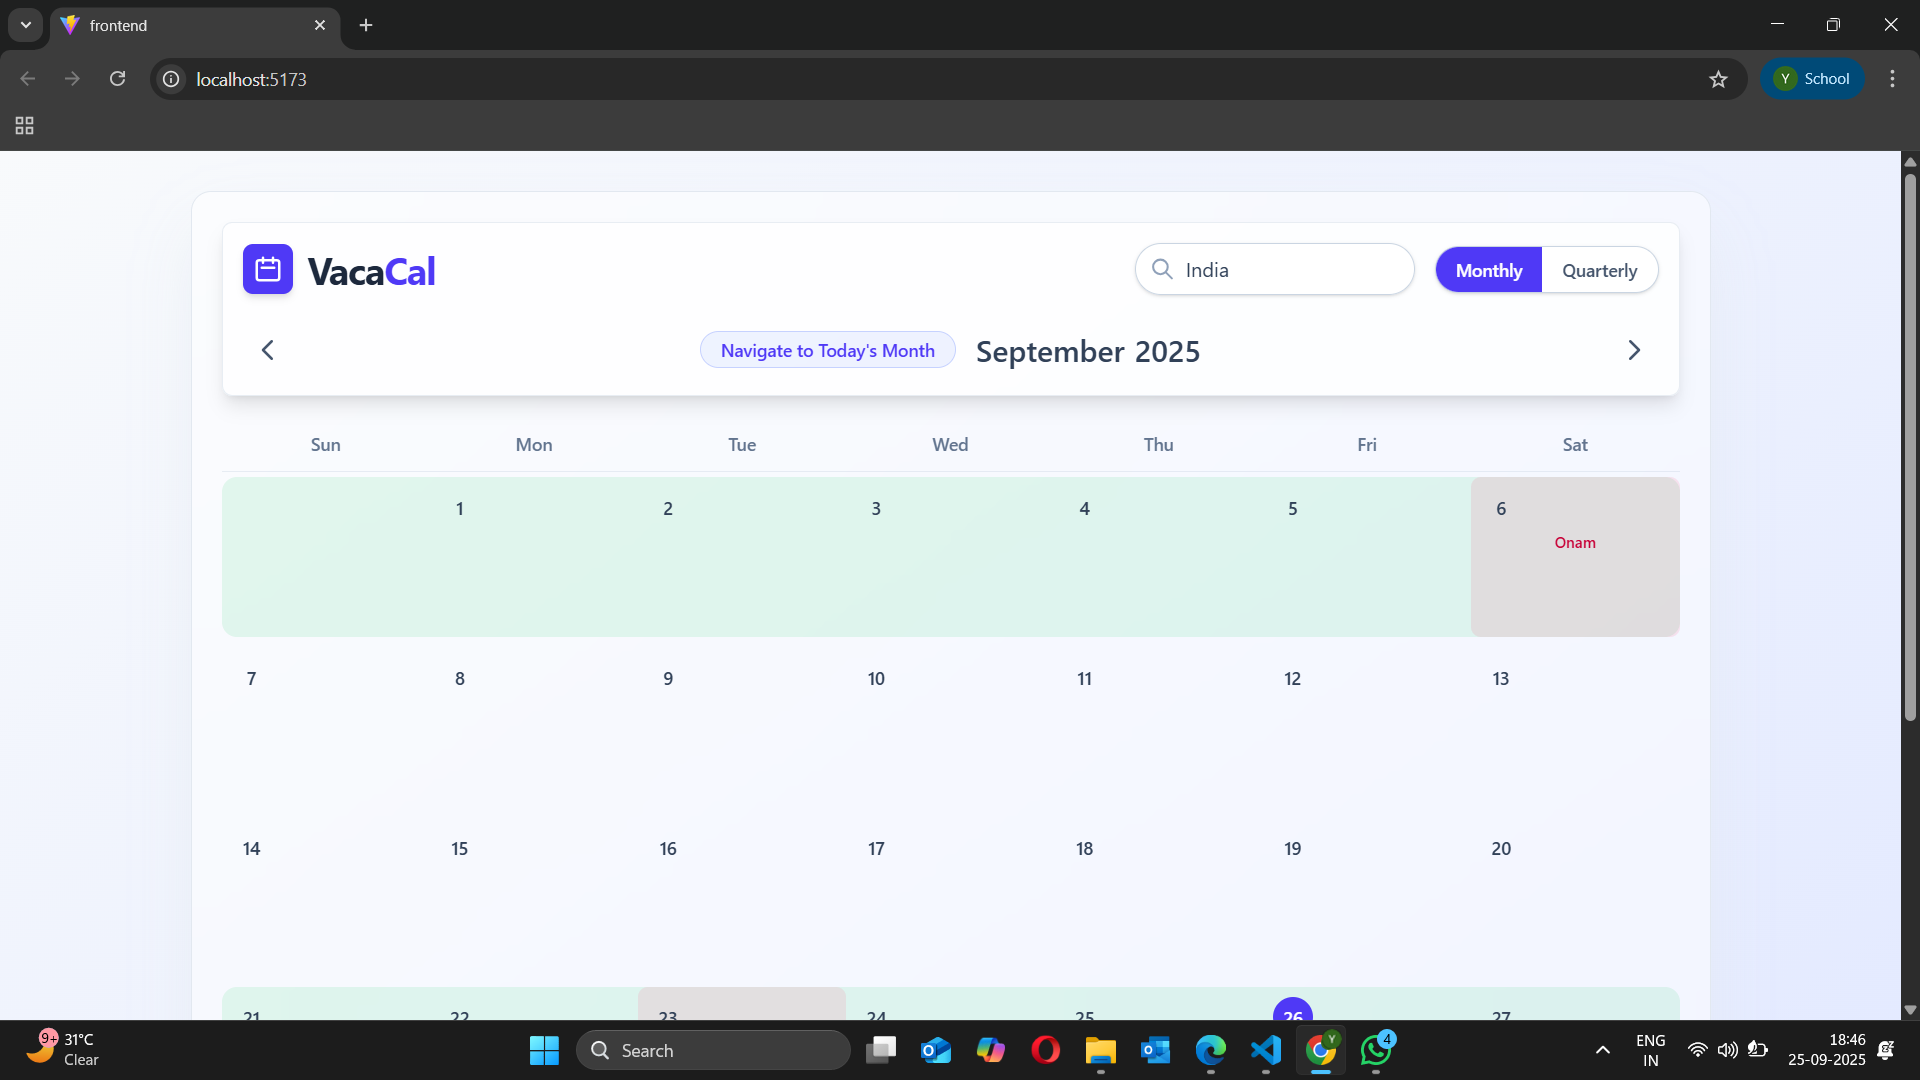 frontend
localhost:5173
Y School
VacaCal
India
Monthly
Quarterly
Navigate to Today's Month
September 2025
Sun Mon Tue Wed Thu Fri Sat
1 2 3 4 5 6
Onam
7 8 9 10 11 12 13
14 15 16 17 18 19 20
21 22 23 24 25 26 27
9+
31°C
Clear
Search
Y
4
ENG
IN
18:46
25-09-2025